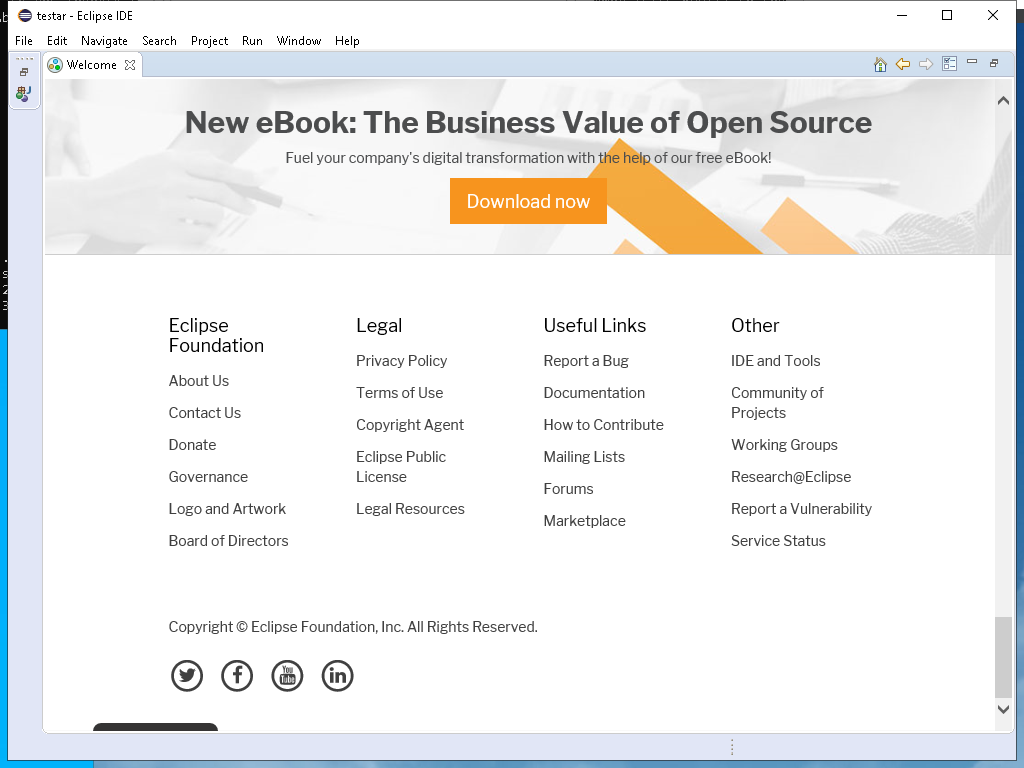 testar - Eclipse IDE
File Edit Navigate Search Project Run Window Help
Welcome
New eBook: The Business Value of Open Source
Fuel your company's digital transformation with the help of our free eBook!
Download now
Eclipse
Foundation
About Us
Contact Us
Donate
Governance
Logo and Artwork
Board of Directors
Legal
Privacy Policy
Terms of Use
Copyright Agent
Eclipse Public
License
Legal Resources
Useful Links
Report a Bug
Documentation
How to Contribute
Mailing Lists
Forums
Marketplace
Other
IDE and Tools
Community of
Projects
Working Groups
Research@Eclipse
Report a Vulnerability
Service Status
Copyright © Eclipse Foundation, Inc. All Rights Reserved.
You
Tube
in